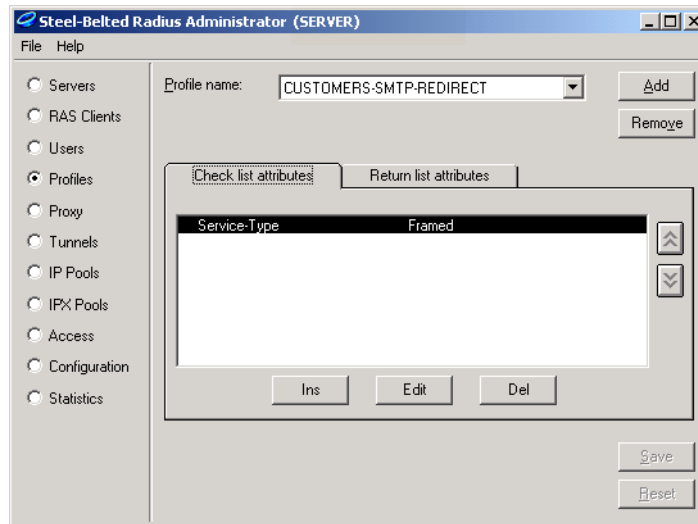 Steel-Belted Radius Administrator (SERVER)
File Help
Servers
RAS Clients
Users
Profiles
Proxy
Tunnels
IP Pools
IPX Pools
Access
Configuration
Statistics
Profile name: CUSTOMERS-SMTP-REDIRECT
Add
Remove
Check list attributes Return list attributes
Service-Type Framed
Ins Edit Del
Save
Reset